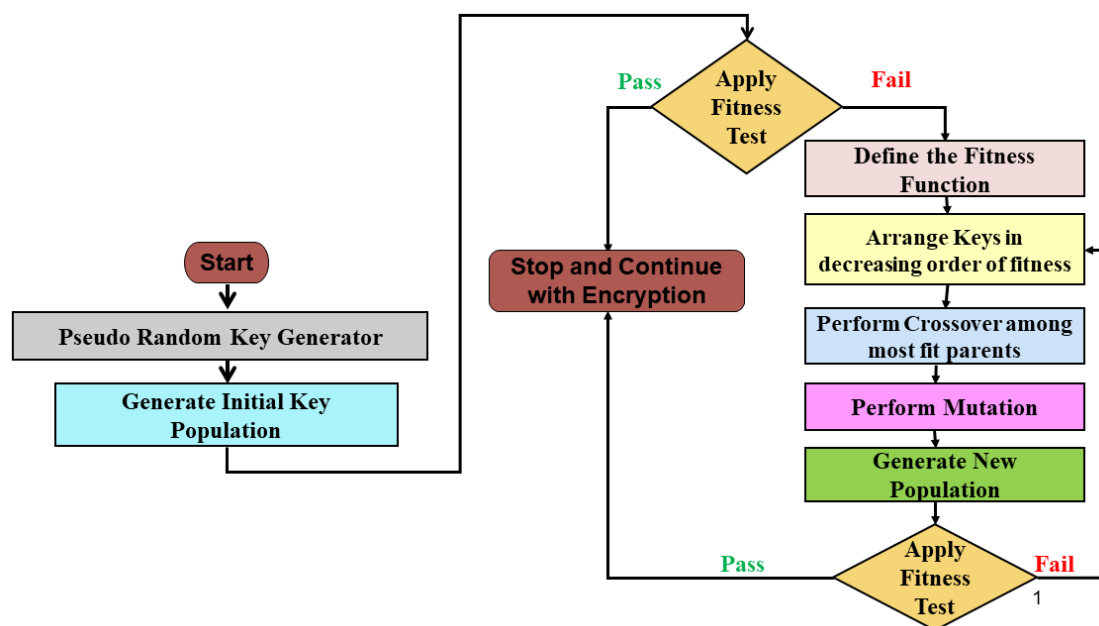 Start
Pseudo Random Key Generator
Generate Initial Key
Population
Apply
Fitness
Test
Pass
Fail
Stop and Continue
with Encryption
Define the Fitness
Function
Arrange Keys in
decreasing order of fitness
Perform Crossover among
most fit parents
Perform Mutation
Generate New
Population
Apply
Fitness
Test
Pass
Fail
1